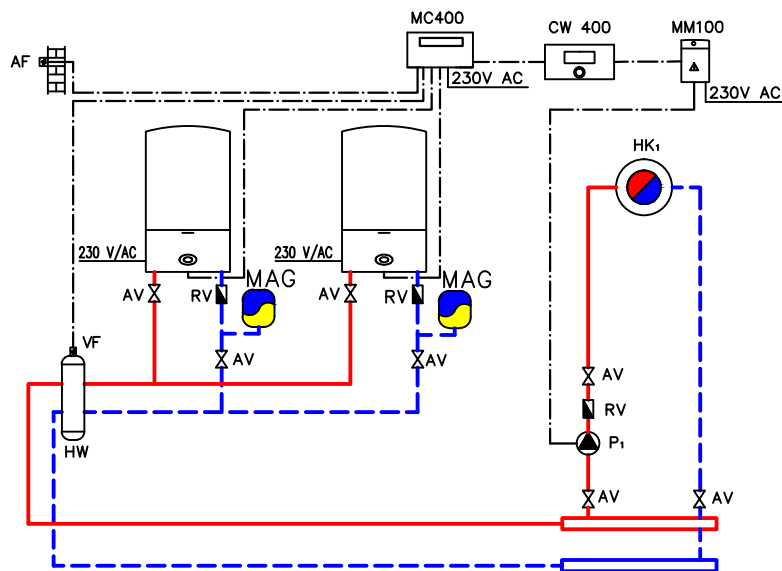 MC400
CW 400
MM100
AF
230V AC
230V AC
HK₁
230 V/AC
230 V/AC
MAG
MAG
AV
RV
AV
RV
VF
AV
AV
AV
RV
HW
P₁
AV
AV